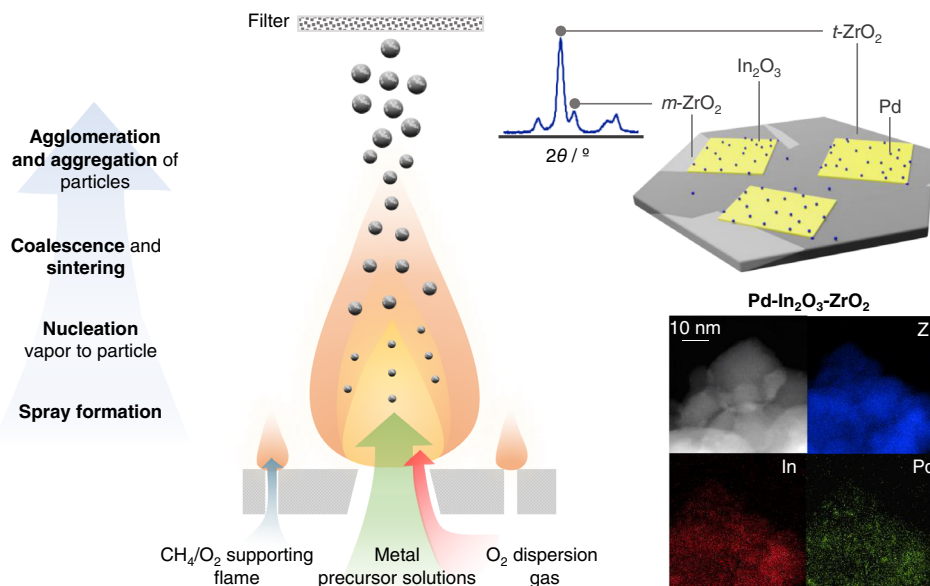 Filter
Agglomeration
and aggregation of
particles
Coalescence and
sintering
Nucleation
vapor to particle
Spray formation
CH₄/O₂ supporting
flame
Metal
precursor solutions
O₂ dispersion
gas
t-ZrO₂
In₂O₃
m-ZrO₂
Pd
2θ / º
Pd-In₂O₃-ZrO₂
10 nm
In